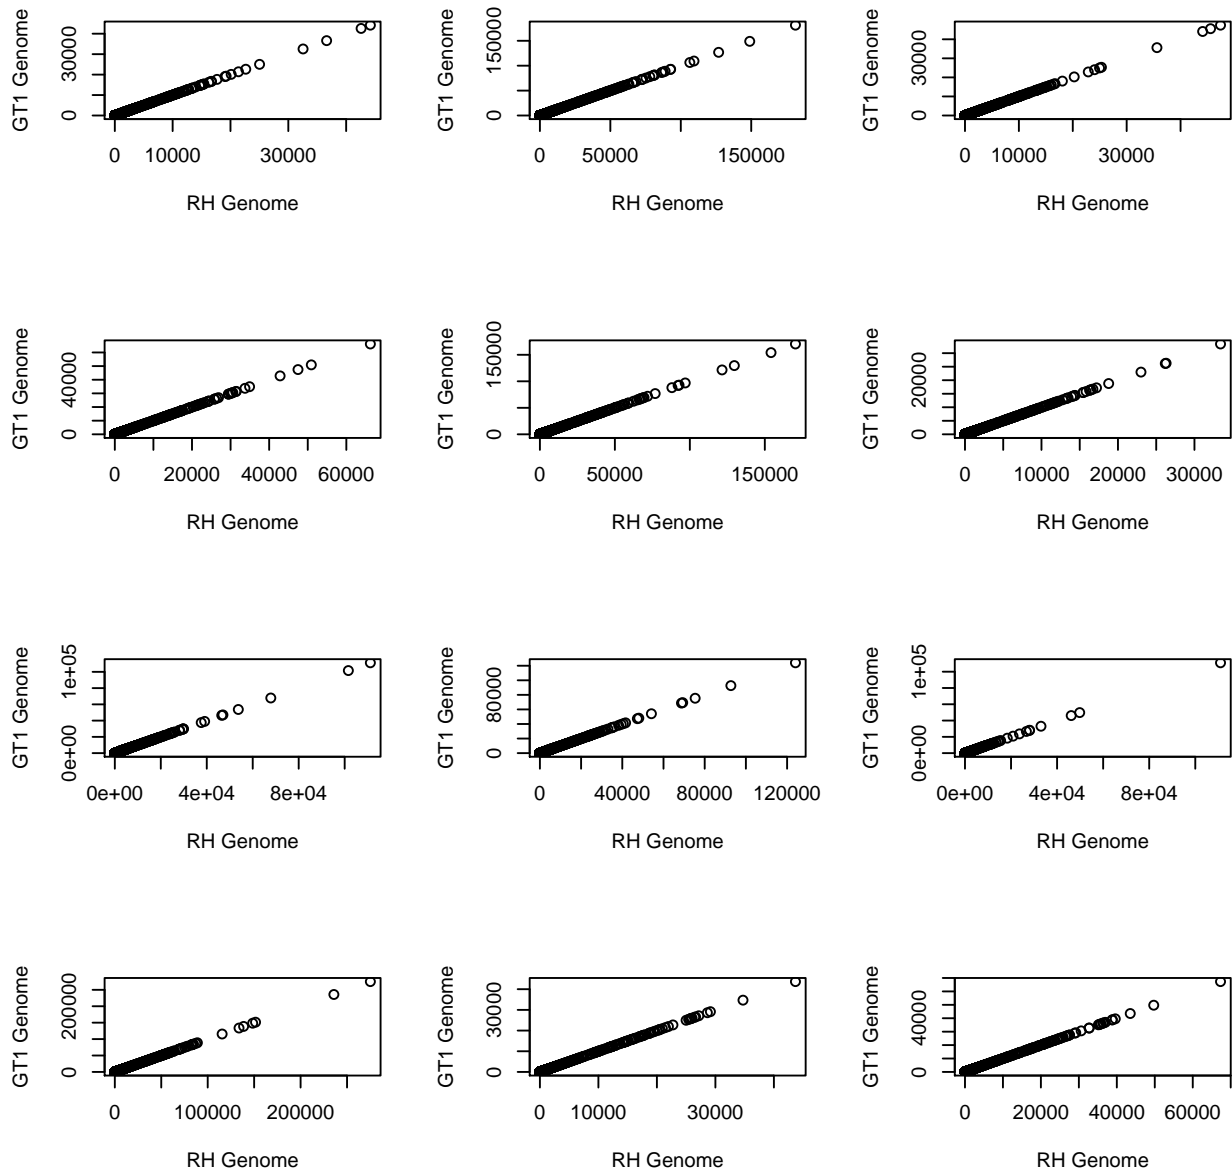 GT1 Genome
0 30000
0 10000 30000
RH Genome
GT1 Genome
0 150000
0 50000 150000
RH Genome
GT1 Genome
0 30000
0 10000 30000
RH Genome
GT1 Genome
0 40000
0 20000 40000 60000
RH Genome
GT1 Genome
0 150000
0 50000 150000
RH Genome
GT1 Genome
0 20000
0 10000 20000 30000
RH Genome
GT1 Genome
0e+00 1e+05
0e+00 4e+04 8e+04
RH Genome
GT1 Genome
0 80000
0 40000 80000 120000
RH Genome
GT1 Genome
0e+00 1e+05
0e+00 4e+04 8e+04
RH Genome
GT1 Genome
0 200000
0 100000 200000
RH Genome
GT1 Genome
0 30000
0 10000 30000
RH Genome
GT1 Genome
0 40000
0 20000 40000 60000
RH Genome